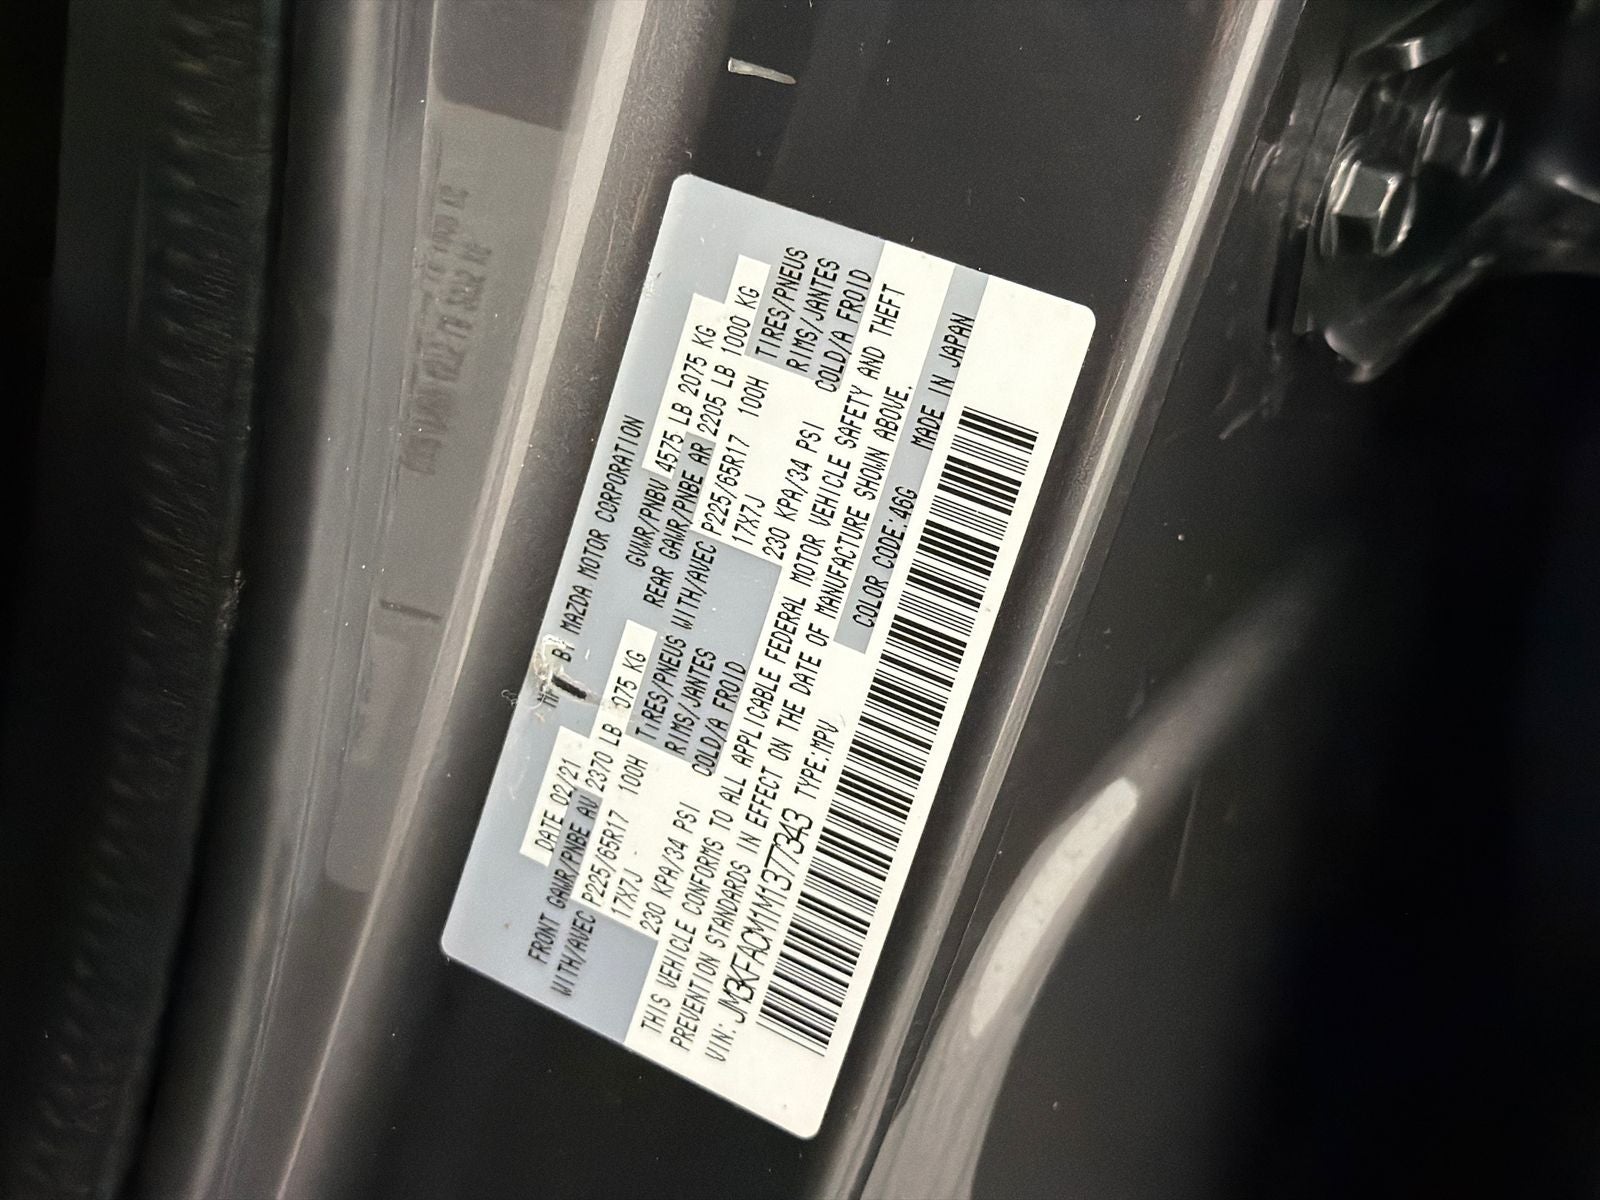 BY MAZDA MOTOR CORPORATION
DATE 02/21 GVWR/PNBV 4575 LB 2075 KG
FRONT GAWR/PNBE AV 2370 LB 075 KG REAR GAWR/PNBE AR 2205 LB 1000 KG
WITH/AVEC P225/65R17 100H TIRES/PNEUS WITH/AVEC P225/65R17 100H TIRES/PNEUS
17X7J RIMS/JANTES 17X7J RIMS/JANTES
230 KPA/34 PSI COLD/A FROID 230 KPA/34 PSI COLD/A FROID
THIS VEHICLE CONFORMS TO ALL APPLICABLE FEDERAL MOTOR VEHICLE SAFETY AND THEFT
PREVENTION STANDARDS IN EFFECT ON THE DATE OF MANUFACTURE SHOWN ABOVE.
VIN: JM3KFACM1M1377343 TYPE:MPV COLOR CODE:46G MADE IN JAPAN